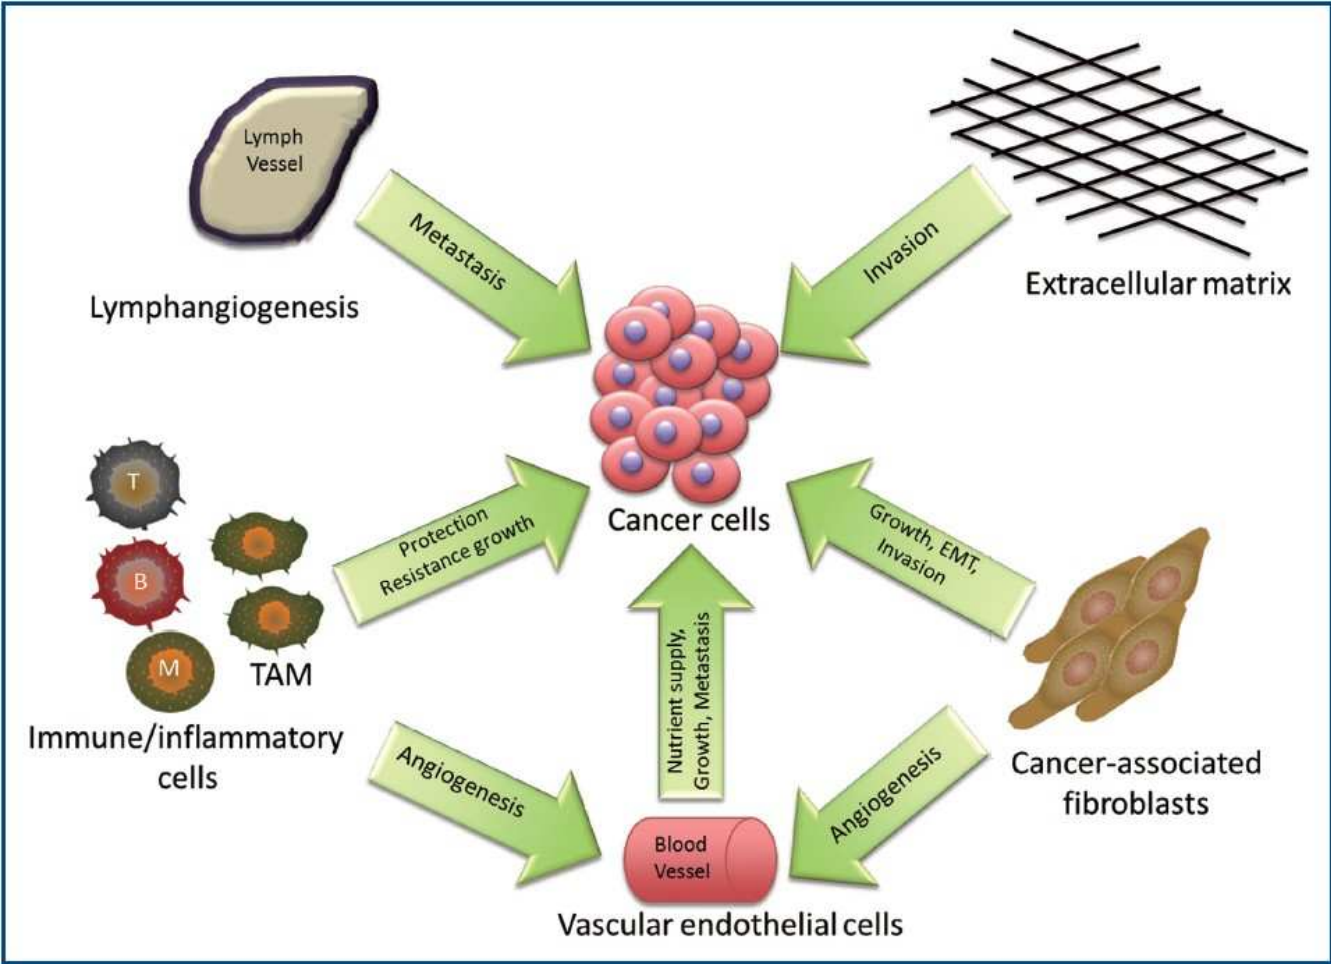 Lymph
Vessel
Lymphangiogenesis
Metastasis
Invasion
Extracellular matrix
Cancer cells
T
B
M
TAM
Immune/inflammatory
cells
Protection
Resistance growth
Growth, EMT,
Invasion
Nutrient supply,
Growth, Metastasis
Angiogenesis
Angiogenesis
Cancer-associated
fibroblasts
Blood
Vessel
Vascular endothelial cells